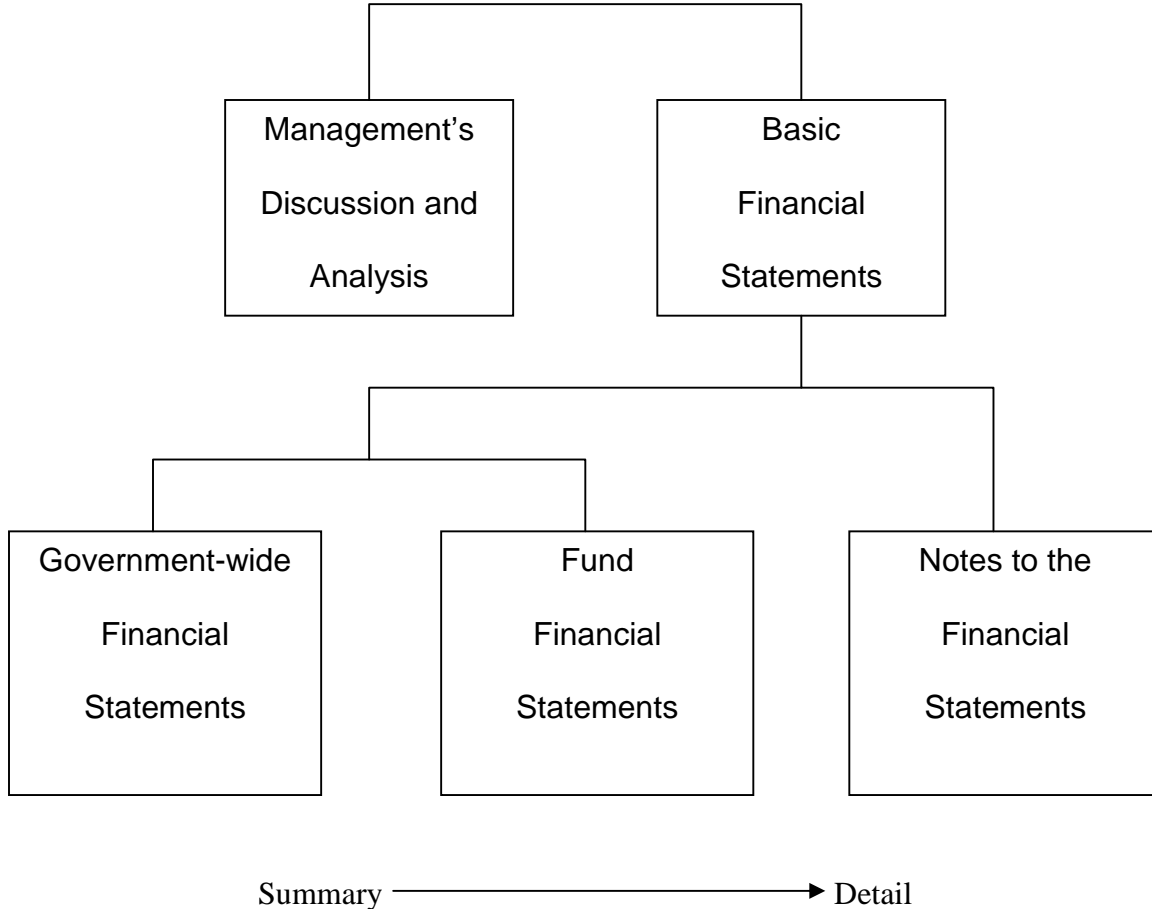 Management’s
Discussion and
Analysis
Basic
Financial
Statements
Government-wide
Financial
Statements
Fund
Financial
Statements
Notes to the
Financial
Statements
Summary
Detail